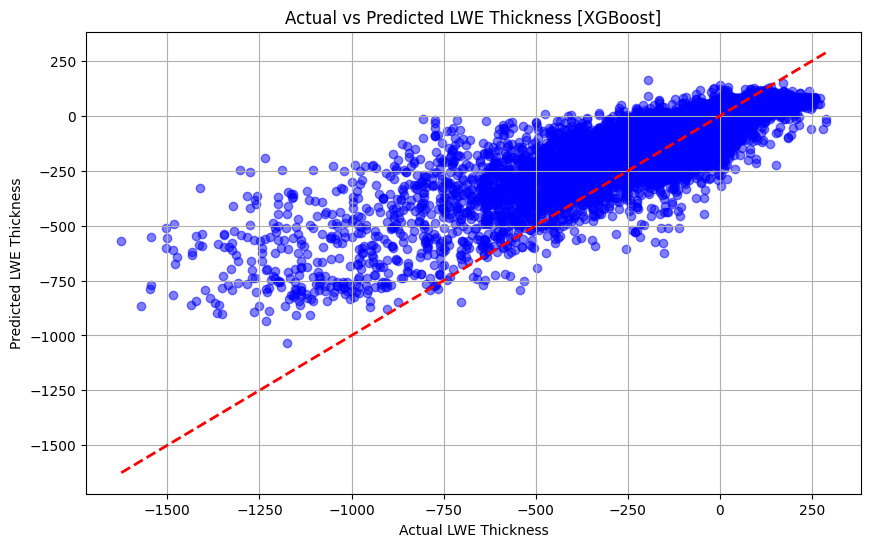 Actual vs Predicted LWE Thickness [XGBoost]
Predicted LWE Thickness
250
0
−250
−500
−750
−1000
−1250
−1500
−1500 −1250 −1000 −750 −500 −250 0 250
Actual LWE Thickness